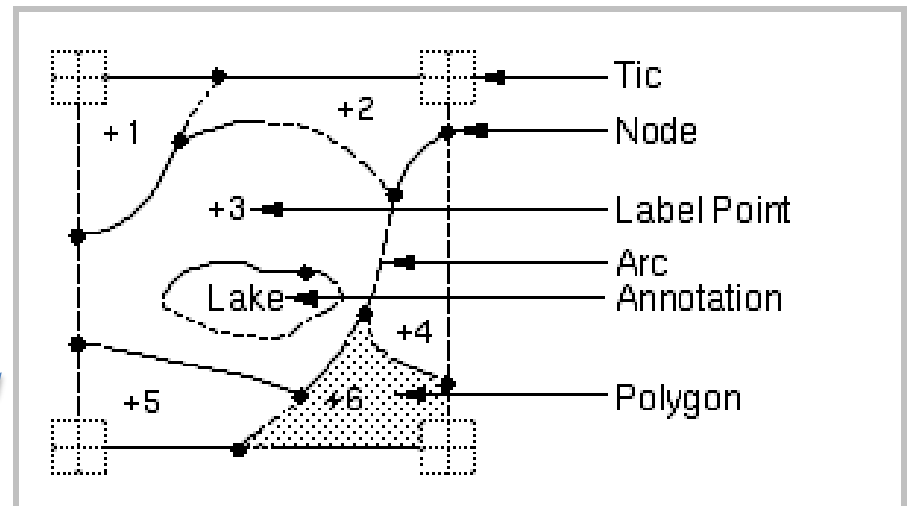 Tic
+1
+2
Node
+3
Label Point
Arc
Lake
Annotation
+4
+5
+6
Polygon